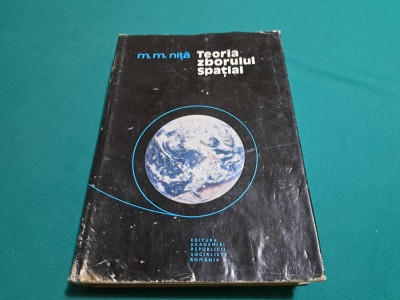 m. m. niță
Teoria
zborului
spațial
EDITURA
ACADEMIEI
REPUBLICII
SOCIALISTE
ROMÂNIA